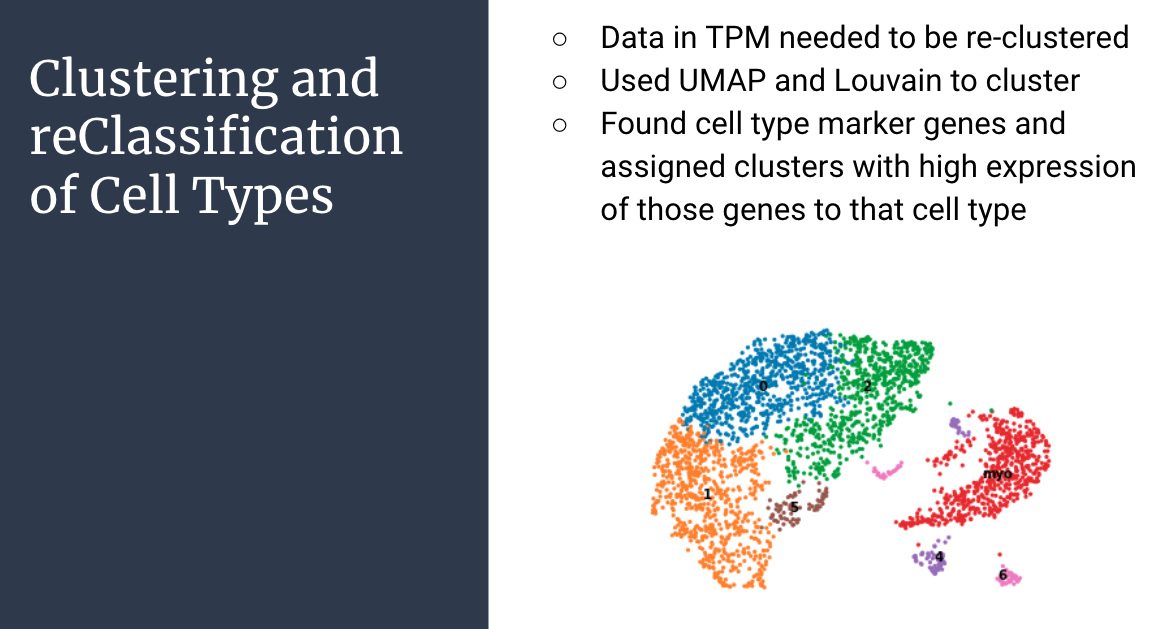 Clustering and
reClassification
of Cell Types
○ Data in TPM needed to be re-clustered
○ Used UMAP and Louvain to cluster
○ Found cell type marker genes and
assigned clusters with high expression
of those genes to that cell type
0
2
myo
1
5
4
6